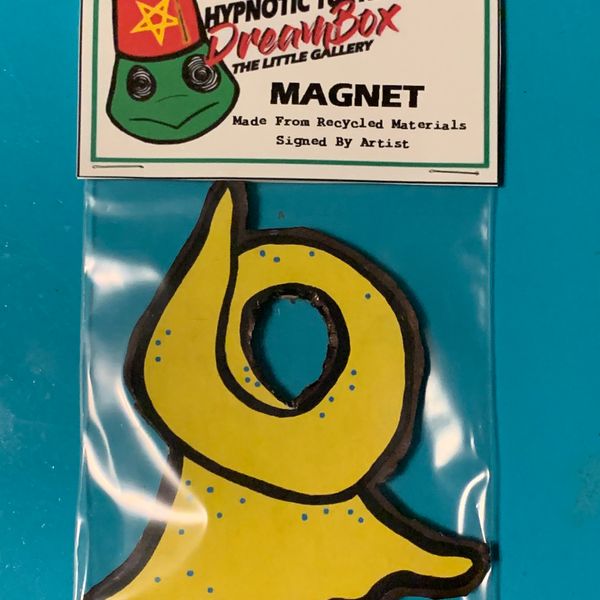 HYPNOTIC
DreamBox
THE LITTLE GALLERY
MAGNET
Made From Recycled Materials
Signed By Artist